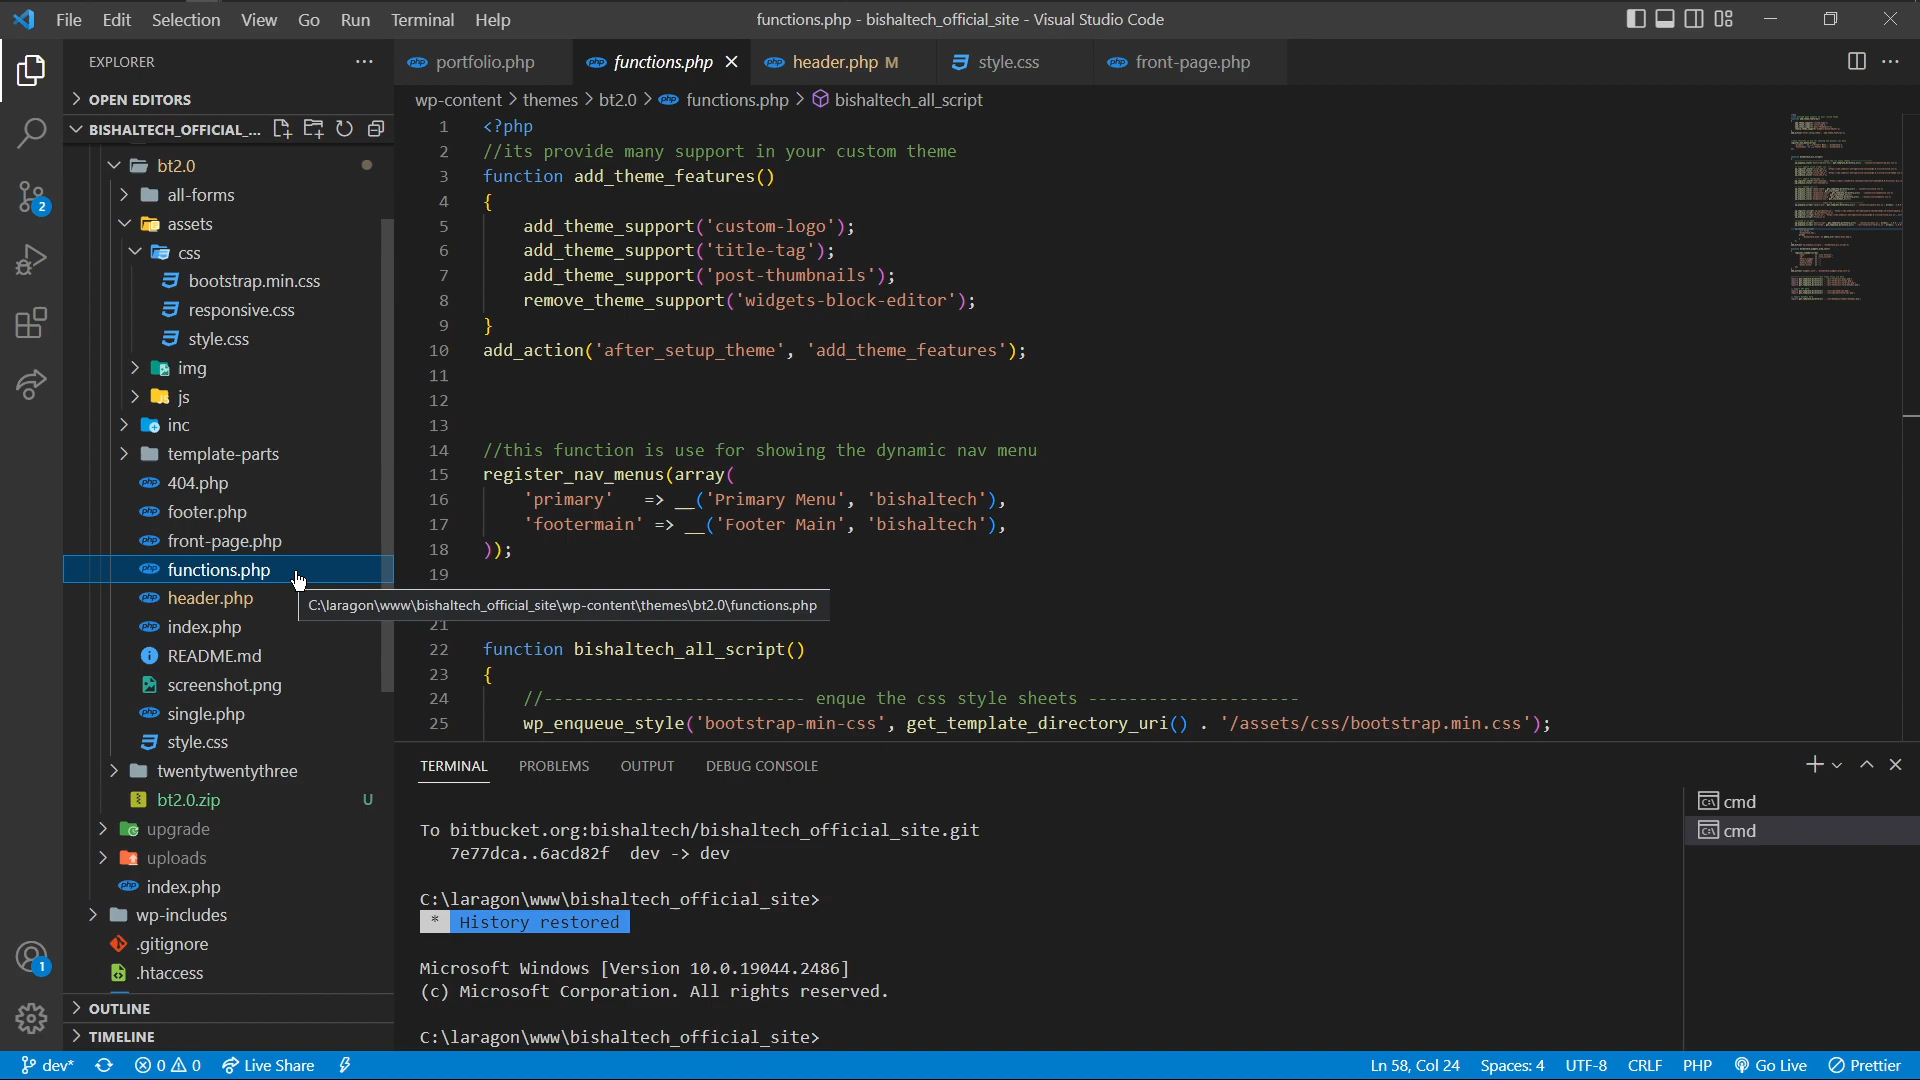 File Edit Selection View Go Run Terminal Help
functions.php - bishaltech_official_site - Visual Studio Code
EXPLORER
portfolio.php
functions.php
header.php M
style.css
front-page.php
OPEN EDITORS
BISHALTECH_OFFICIAL_...
wp-content > themes > bt2.0 > functions.php > bishaltech_all_script
bt2.0
all-forms
assets
css
bootstrap.min.css
responsive.css
style.css
img
js
inc
template-parts
404.php
footer.php
front-page.php
functions.php
header.php
index.php
README.md
screenshot.png
single.php
style.css
twentytwentythree
bt2.0.zip U
upgrade
uploads
index.php
wp-includes
.gitignore
.htaccess
OUTLINE
TIMELINE
2
1
1 <?php
2 //its provide many support in your custom theme
3 function add_theme_features()
4 {
5 add_theme_support('custom-logo');
6 add_theme_support('title-tag');
7 add_theme_support('post-thumbnails');
8 remove_theme_support('widgets-block-editor');
9 }
10 add_action('after_setup_theme', 'add_theme_features');
11
12
13
14 //this function is use for showing the dynamic nav menu
15 register_nav_menus(array(
16 'primary' => __('Primary Menu', 'bishaltech'),
17 'footermain' => __('Footer Main', 'bishaltech'),
18 ));
19
C:\laragon\www\bishaltech_official_site\wp-content\themes\bt2.0\functions.php
21
22 function bishaltech_all_script()
23 {
24 //-------------------------- enque the css style sheets ---------------------
25 wp_enqueue_style('bootstrap-min-css', get_template_directory_uri() . '/assets/css/bootstrap.min.css');
TERMINAL PROBLEMS OUTPUT DEBUG CONSOLE
To bitbucket.org:bishaltech/bishaltech_official_site.git
7e77dca..6acd82f dev -> dev
C:\laragon\www\bishaltech_official_site>
* History restored
Microsoft Windows [Version 10.0.19044.2486]
(c) Microsoft Corporation. All rights reserved.
C:\laragon\www\bishaltech_official_site>
cmd
cmd
dev* 0 0 Live Share
Ln 58, Col 24 Spaces: 4 UTF-8 CRLF PHP Go Live Prettier